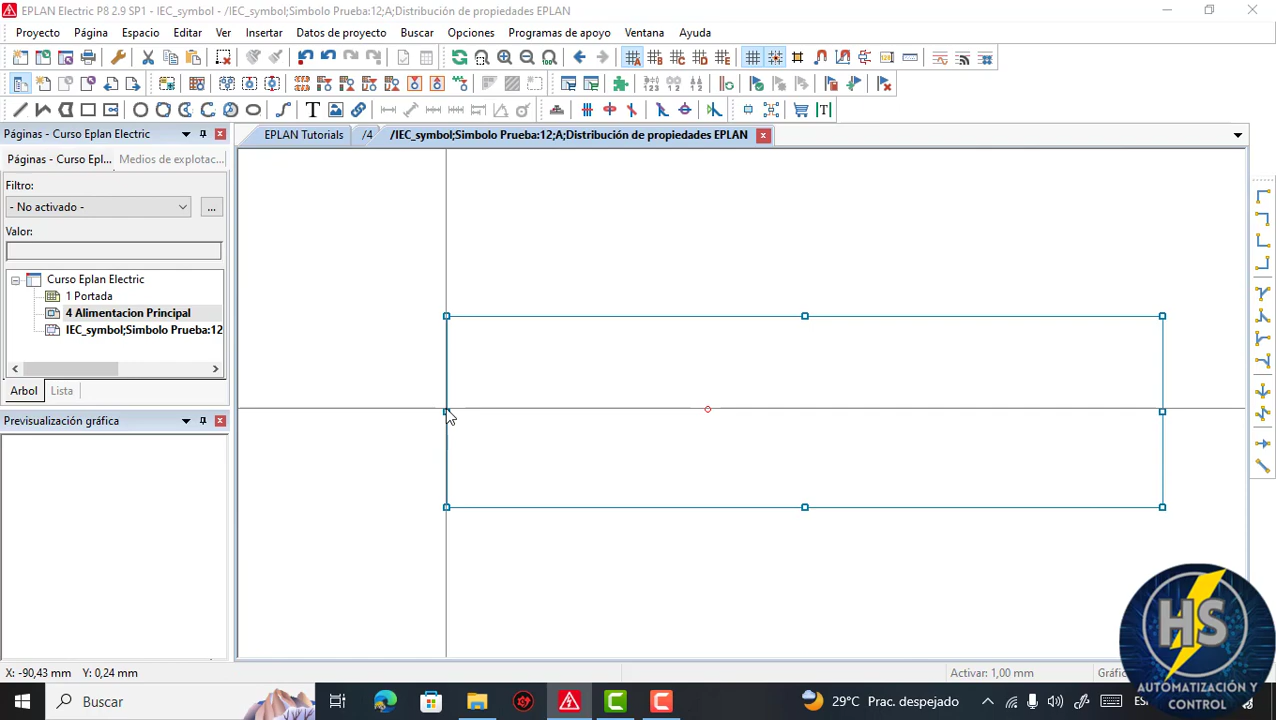 EPLAN Electric P8 2.9 SP1 - IEC_symbol - /IEC_symbol;Simbolo Prueba:12;A;Distribución de propiedades EPLAN
Proyecto Página Espacio Editar Ver Insertar Datos de proyecto Buscar Opciones Programas de apoyo Ventana Ayuda
Páginas - Curso Eplan Electric
EPLAN Tutorials /4 /IEC_symbol;Simbolo Prueba:12;A;Distribución de propiedades EPLAN
Páginas - Curso Epl... Medios de explotac...
Filtro:
- No activado -
...
Valor:
Curso Eplan Electric
1 Portada
4 Alimentacion Principal
IEC_symbol;Simbolo Prueba:12
Arbol Lista
Previsualización gráfica
X: -90,43 mm Y: 0,24 mm
Activar: 1,00 mm
HS
AUTOMATIZACIÓN Y
CONTROL
Buscar
29°C Prac. despejado